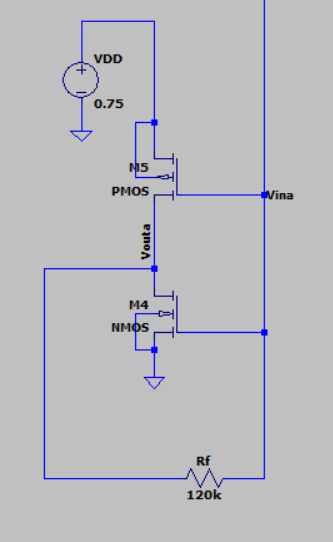 VDD
0.75
M5
PMOS
Vina
Vouta
M4
NMOS
Rf
120k